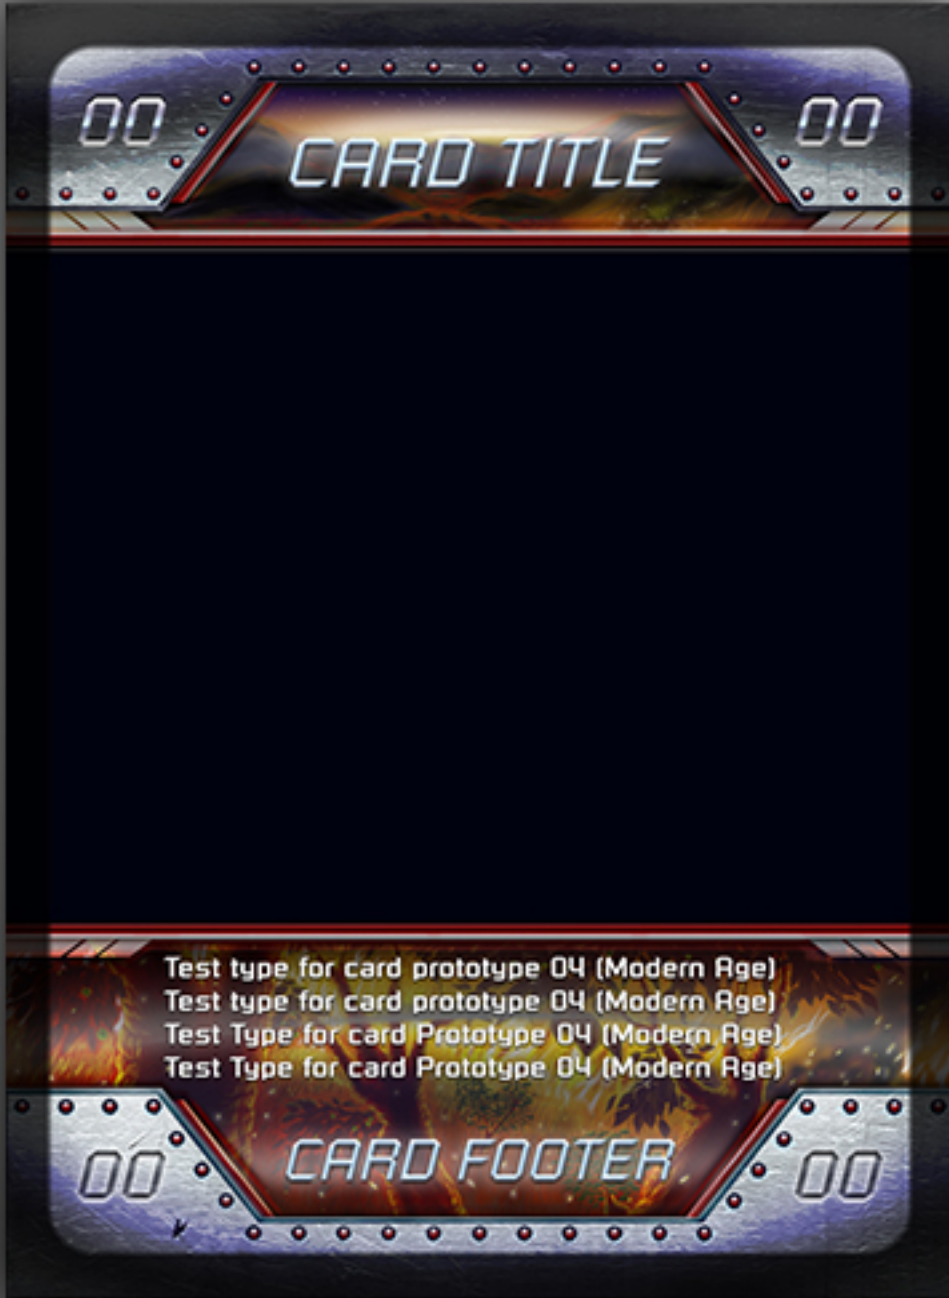 00
00
CARD TITLE
Test type for card prototype 04 (Modern Age)
Test type for card prototype 04 (Modern Age)
Test Type for card Prototype 04 (Modern Age)
Test Type for card Prototype 04 (Modern Age)
CARD FOOTER
00
00